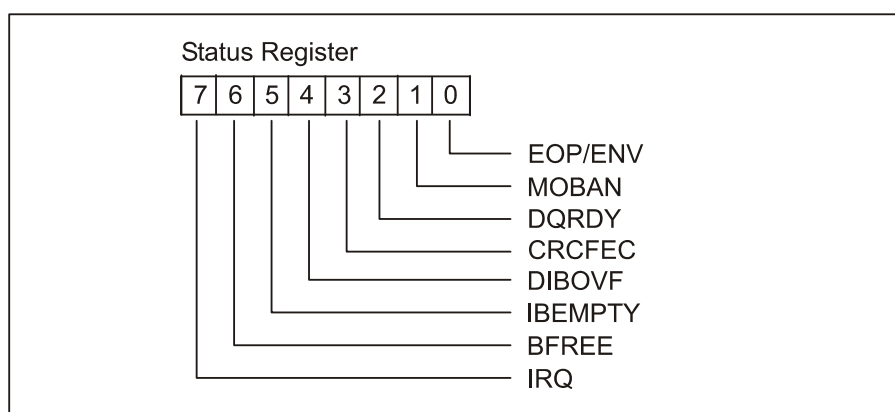 Status Register
7 6 5 4 3 2 1 0
EOP/ENV
MOBAN
DQRDY
CRCFEC
DIBOVF
IBEMPTY
BFREE
IRQ